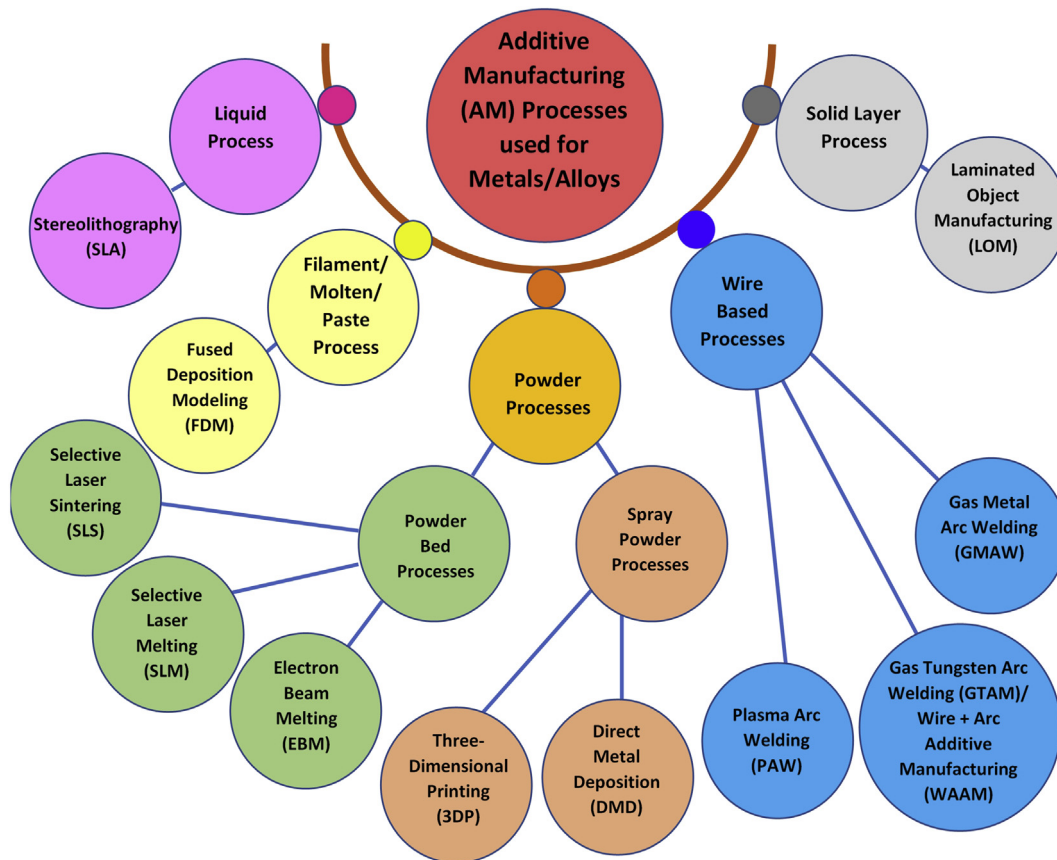 Additive
Manufacturing
(AM) Processes
used for
Metals/Alloys
Liquid
Process
Stereolithography
(SLA)
Solid Layer
Process
Laminated
Object
Manufacturing
(LOM)
Filament/
Molten/
Paste
Process
Fused
Deposition
Modeling
(FDM)
Wire
Based
Processes
Powder
Processes
Selective
Laser
Sintering
(SLS)
Powder
Bed
Processes
Spray
Powder
Processes
Gas Metal
Arc Welding
(GMAW)
Selective
Laser
Melting
(SLM)
Electron
Beam
Melting
(EBM)
Three-
Dimensional
Printing
(3DP)
Direct
Metal
Deposition
(DMD)
Plasma Arc
Welding
(PAW)
Gas Tungsten Arc
Welding (GTAM)/
Wire + Arc
Additive
Manufacturing
(WAAM)